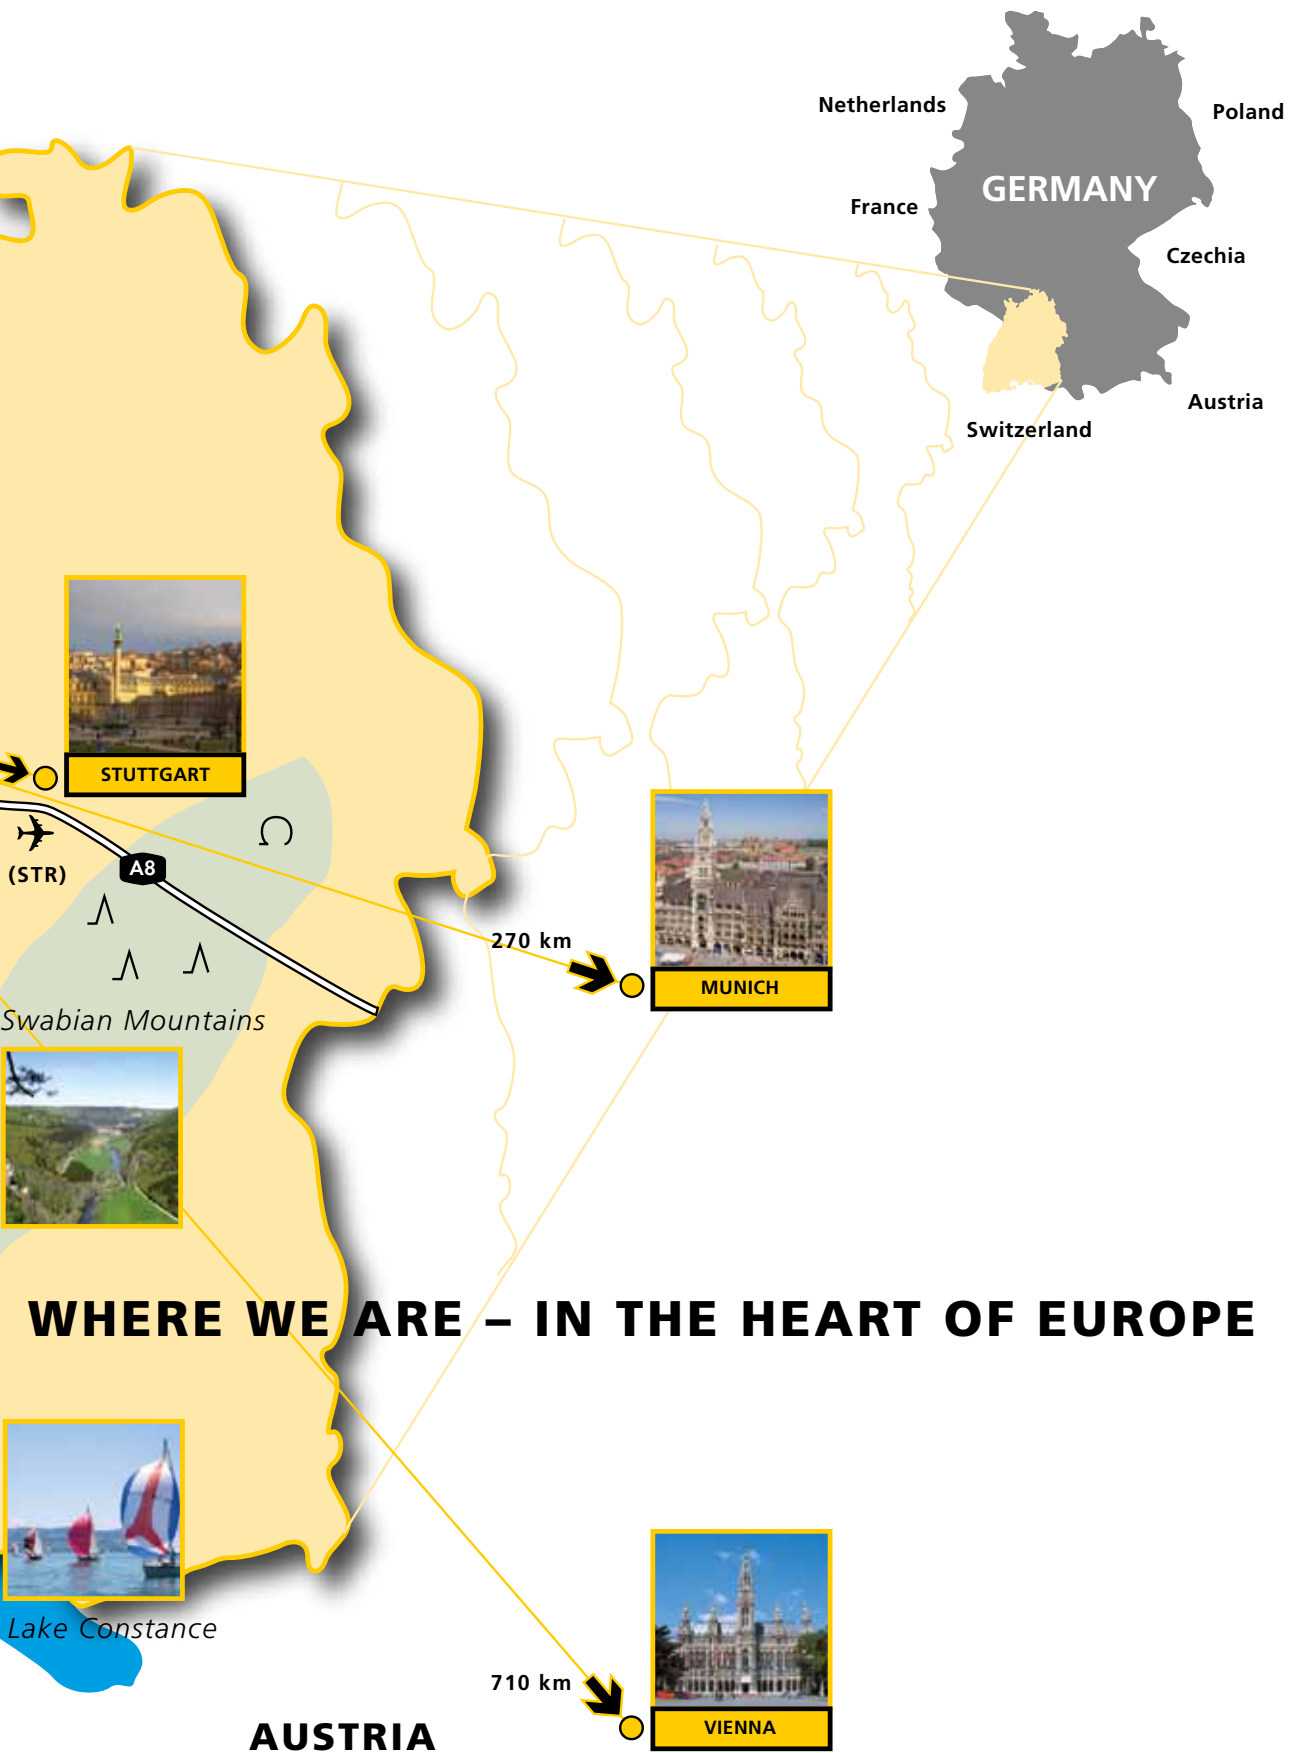 Netherlands
Poland
GERMANY
France
Czechia
Austria
Switzerland
STUTTGART
A8
(STR)
270 km
MUNICH
Swabian Mountains
WHERE WE ARE – IN THE HEART OF EUROPE
Lake Constance
710 km
VIENNA
AUSTRIA